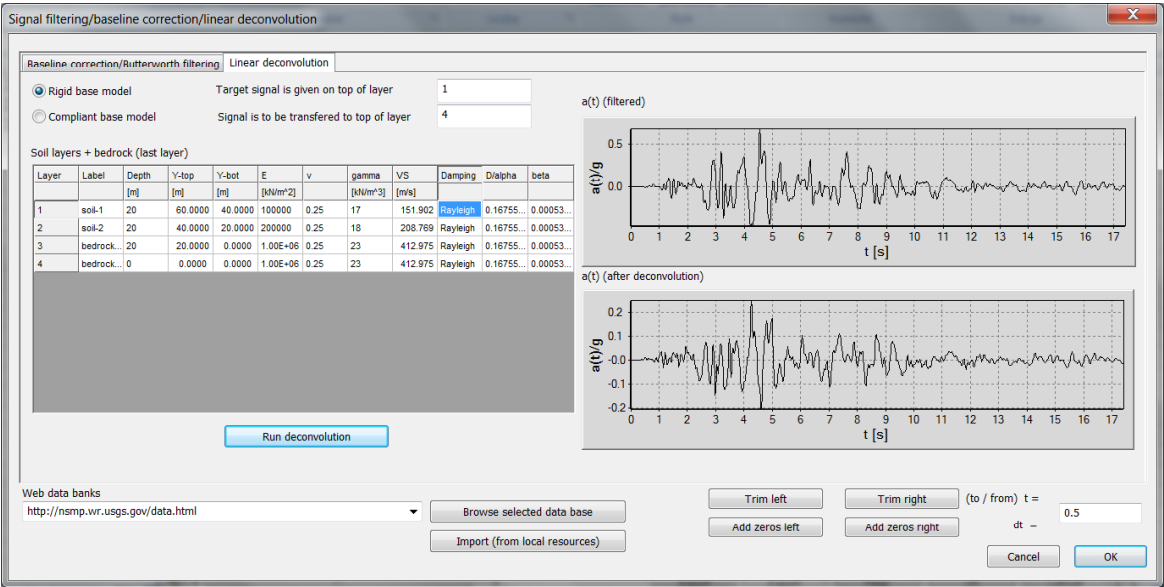 Signal filtering/baseline correction/linear deconvolution
Baseline correction/Butterworth filtering Linear deconvolution
Rigid base model Target signal is given on top of layer 1
Compliant base model Signal is to be transfered to top of layer 4
Soil layers + bedrock (last layer)
Layer Label Depth Y-top Y-bot E v gamma VS Damping D/alpha beta
[m] [m] [m] [kN/m^2] [kN/m^3] [m/s]
1 soil-1 20 60.0000 40.0000 100000 0.25 17 151.902 Rayleigh 0.16755... 0.00053...
2 soil-2 20 40.0000 20.0000 200000 0.25 18 208.769 Rayleigh 0.16755... 0.00053...
3 bedrock... 20 20.0000 0.0000 1.00E+06 0.25 23 412.975 Rayleigh 0.16755... 0.00053...
4 bedrock... 0 0.0000 0.0000 1.00E+06 0.25 23 412.975 Rayleigh 0.16755... 0.00053...
Run deconvolution
a(t) (filtered)
0.5
0.0
a(t)/g
0 1 2 3 4 5 6 7 8 9 10 11 12 13 14 15 16 17
t [s]
a(t) (after deconvolution)
0.2
0.1
-0.0
-0.1
-0.2
a(t)/g
0 1 2 3 4 5 6 7 8 9 10 11 12 13 14 15 16 17
t [s]
Web data banks
http://nsmp.wr.usgs.gov/data.html
Browse selected data base
Import (from local resources)
Trim left Trim right (to / from) t =
0.5
Add zeros left Add zeros right dt =
Cancel OK